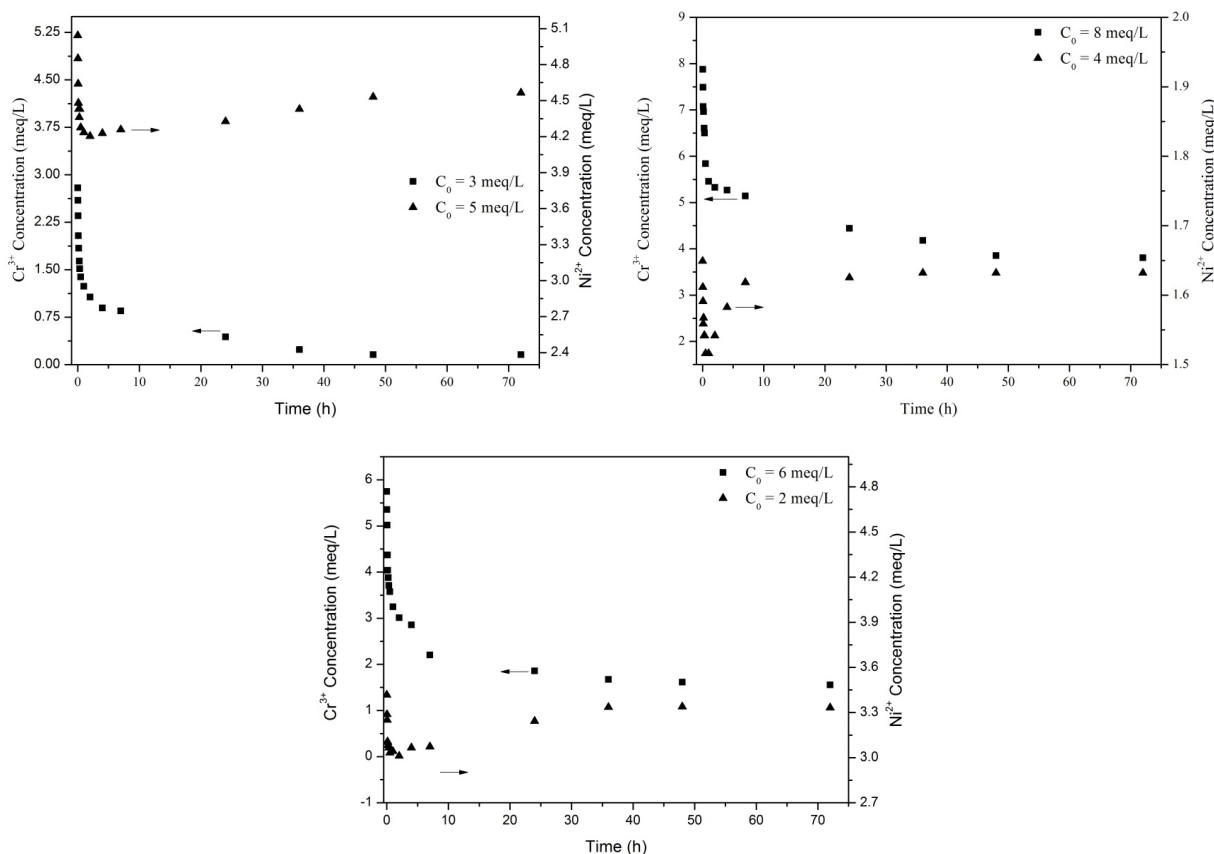 5.25
4.50
3.75
3.00
2.25
1.50
0.75
0.00
Cr³⁺ Concentration (meq/L)
0 10 20 30 40 50 60 70
Time (h)
5.1
4.8
4.5
4.2
3.9
3.6
3.3
3.0
2.7
2.4
Ni²⁺ Concentration (meq/L)
C₀ = 3 meq/L
C₀ = 5 meq/L
9
8
7
6
5
4
3
2
Cr³⁺ Concentration (meq/L)
0 10 20 30 40 50 60 70
Time (h)
2.0
1.9
1.8
1.7
1.6
1.5
Ni²⁺ Concentration (meq/L)
C₀ = 8 meq/L
C₀ = 4 meq/L
6
5
4
3
2
1
0
-1
Cr³⁺ Concentration (meq/L)
0 10 20 30 40 50 60 70
Time (h)
4.8
4.5
4.2
3.9
3.6
3.3
3.0
2.7
Ni²⁺ Concentration (meq/L)
C₀ = 6 meq/L
C₀ = 2 meq/L